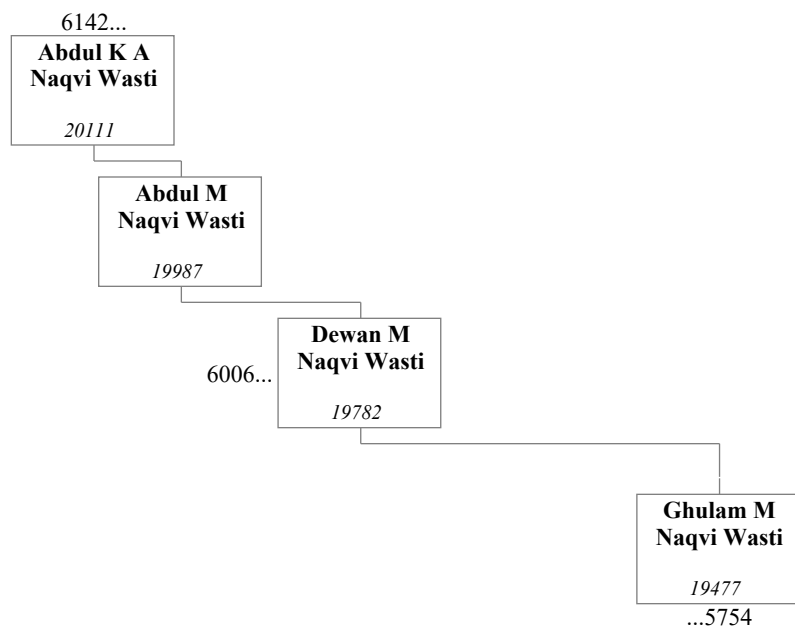 6142...
Abdul K A
Naqvi Wasti
20111
Abdul M
Naqvi Wasti
19987
Dewan M
Naqvi Wasti
6006...
19782
Ghulam M
Naqvi Wasti
19477
...5754